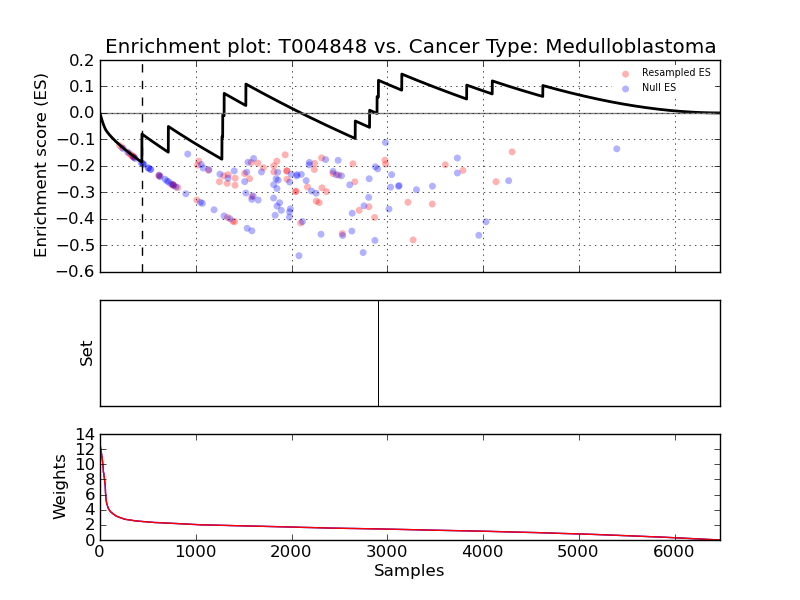 Enrichment plot: T004848 vs. Cancer Type: Medulloblastoma
Enrichment score (ES)
0.2
0.1
0.0
−0.1
−0.2
−0.3
−0.4
−0.5
−0.6
Resampled ES
Null ES
Set
Weights
14
12
10
8
6
4
2
0
0 1000 2000 3000 4000 5000 6000
Samples